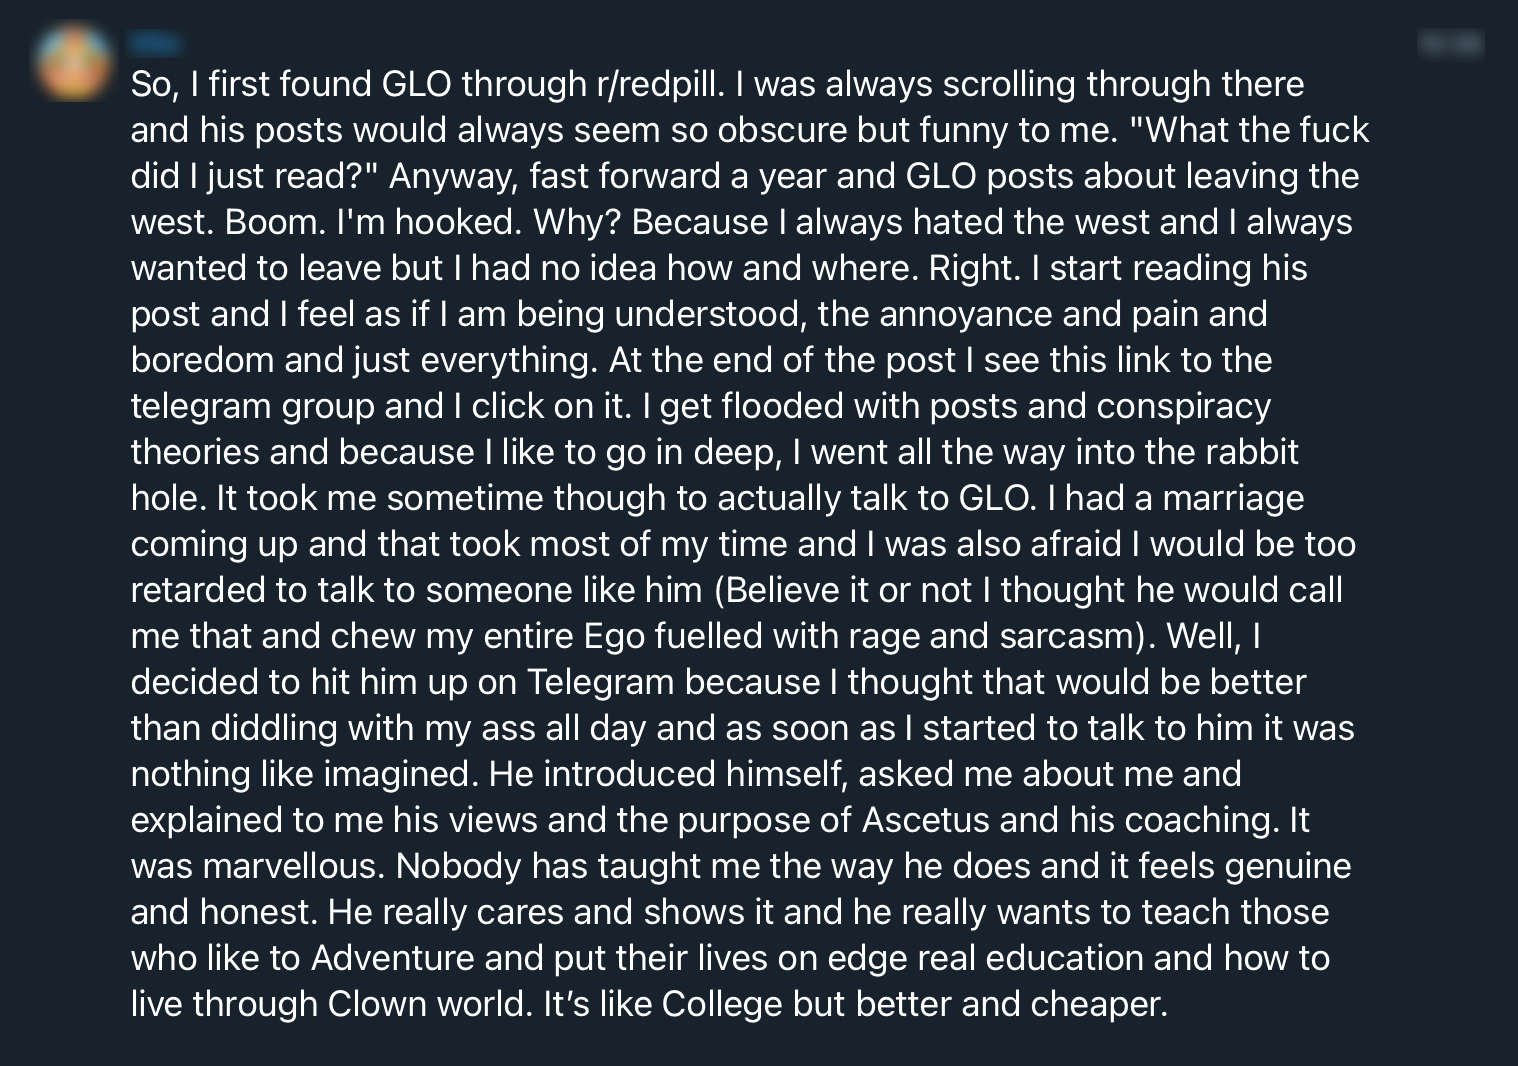 So, I first found GLO through r/redpill. I was always scrolling through there
and his posts would always seem so obscure but funny to me. "What the fuck
did I just read?" Anyway, fast forward a year and GLO posts about leaving the
west. Boom. I'm hooked. Why? Because I always hated the west and I always
wanted to leave but I had no idea how and where. Right. I start reading his
post and I feel as if I am being understood, the annoyance and pain and
boredom and just everything. At the end of the post I see this link to the
telegram group and I click on it. I get flooded with posts and conspiracy
theories and because I like to go in deep, I went all the way into the rabbit
hole. It took me sometime though to actually talk to GLO. I had a marriage
coming up and that took most of my time and I was also afraid I would be too
retarded to talk to someone like him (Believe it or not I thought he would call
me that and chew my entire Ego fuelled with rage and sarcasm). Well, I
decided to hit him up on Telegram because I thought that would be better
than diddling with my ass all day and as soon as I started to talk to him it was
nothing like imagined. He introduced himself, asked me about me and
explained to me his views and the purpose of Ascetus and his coaching. It
was marvellous. Nobody has taught me the way he does and it feels genuine
and honest. He really cares and shows it and he really wants to teach those
who like to Adventure and put their lives on edge real education and how to
live through Clown world. It’s like College but better and cheaper.